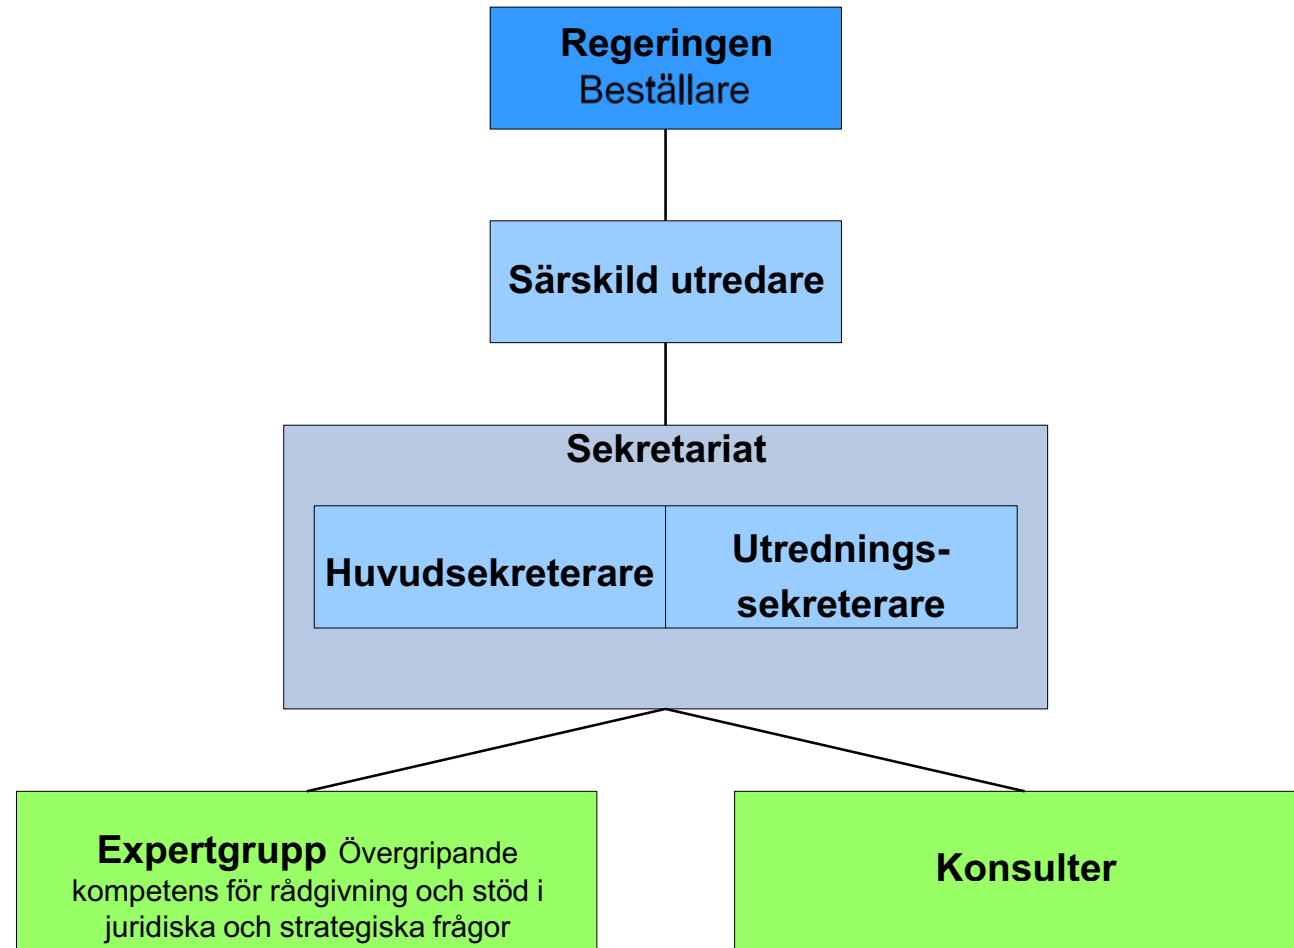 Regeringen
Beställare
Särskild utredare
Sekretariat
Huvudsekreterare
Utrednings-
sekreterare
Expertgrupp Övergripande
kompetens för rådgivning och stöd i
juridiska och strategiska frågor
Konsulter